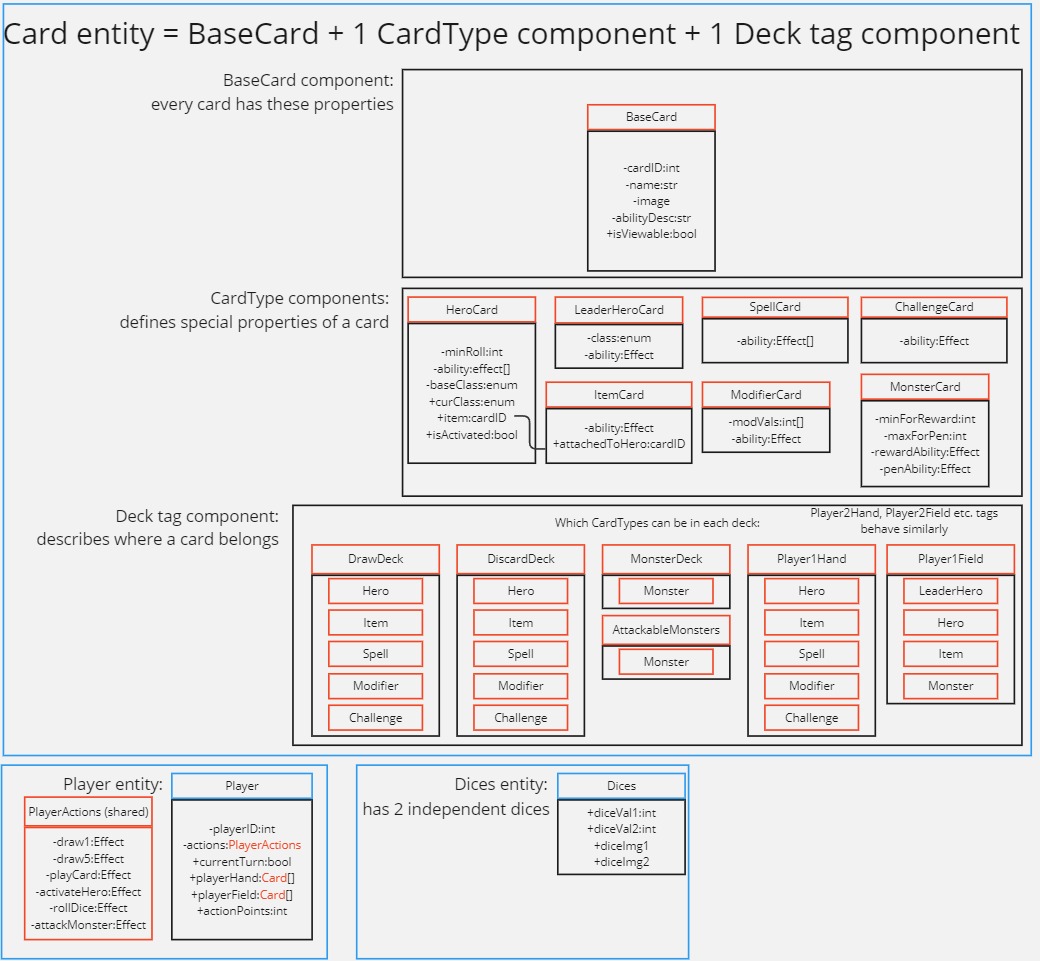 Card entity = BaseCard + 1 CardType component + 1 Deck tag component
BaseCard component:
every card has these properties
BaseCard
-cardID:int
-name:str
-image
-abilityDesc:str
+isViewable:bool
CardType components:
defines special properties of a card
HeroCard
-minRoll:int
-ability:effect[]
-baseClass:enum
+curClass:enum
+item:cardID
+isActivated:bool
LeaderHeroCard
-class:enum
-ability:Effect
SpellCard
-ability:Effect[]
ChallengeCard
-ability:Effect
ItemCard
-ability:Effect
+attachedToHero:cardID
ModifierCard
-modVals:int[]
-ability:Effect
MonsterCard
-minForReward:int
-maxForPen:int
-rewardAbility:Effect
-penAbility:Effect
Deck tag component:
describes where a card belongs
Which CardTypes can be in each deck:
Player2Hand, Player2Field etc. tags
behave similarly
DrawDeck
Hero
Item
Spell
Modifier
Challenge
DiscardDeck
Hero
Item
Spell
Modifier
Challenge
MonsterDeck
Monster
AttackableMonsters
Monster
Player1Hand
Hero
Item
Spell
Modifier
Challenge
Player1Field
LeaderHero
Hero
Item
Monster
Player entity:
PlayerActions (shared)
-draw1:Effect
-draw5:Effect
-playCard:Effect
-activateHero:Effect
-rollDice:Effect
-attackMonster:Effect
Player
-playerID:int
-actions:PlayerActions
+currentTurn:bool
+playerHand:Card[]
+playerField:Card[]
+actionPoints:int
Dices entity:
has 2 independent dices
Dices
+diceVal1:int
+diceVal2:int
+diceImg1
+diceImg2